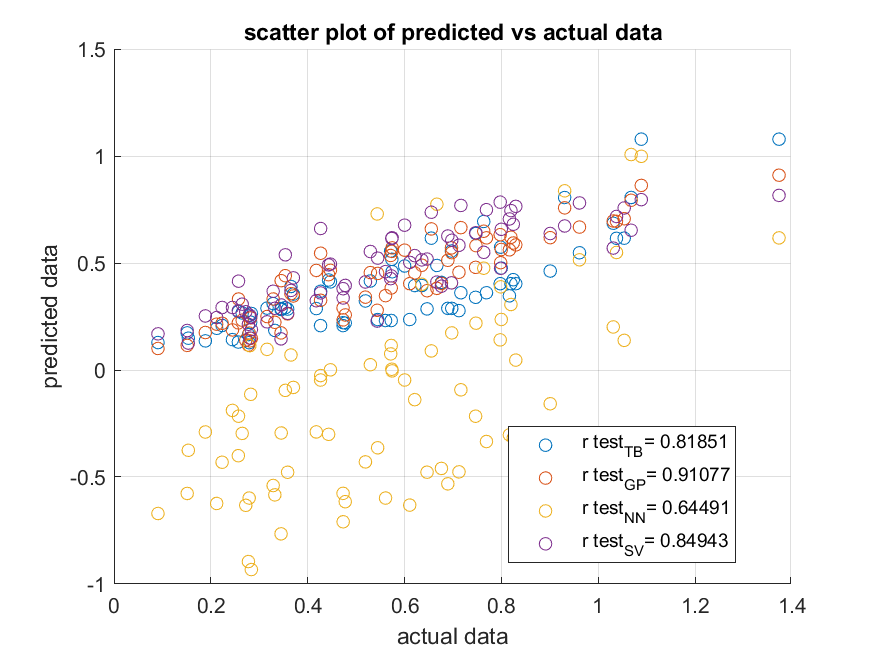 scatter plot of predicted vs actual data
1.5
1
0.5
0
-0.5
-1
predicted data
0
0.2
0.4
0.6
0.8
1
1.2
1.4
actual data
r test_TB= 0.81851
r test_GP= 0.91077
r test_NN= 0.64491
r test_SV= 0.84943